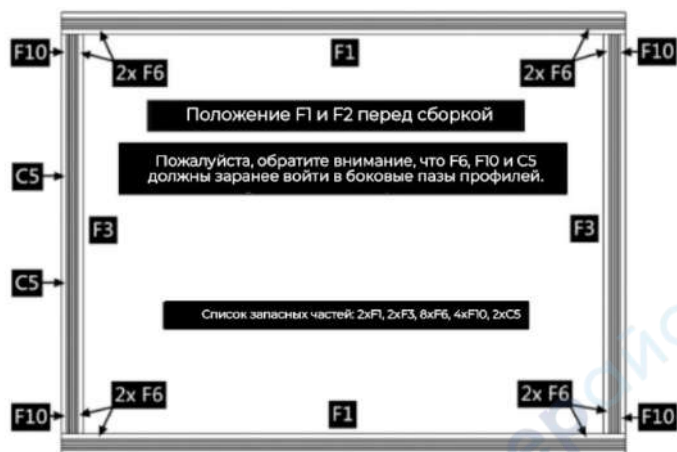 F10
F1
F10
2x F6
2x F6
Положение F1 и F2 перед сборкой
Пожалуйста, обратите внимание, что F6, F10 и C5
должны заранее войти в боковые пазы профилей.
C5
F3
F3
C5
Список запасных частей: 2xF1, 2xF3, 8xF6, 4xF10, 2xC5
2x F6
2x F6
F10
F1
F10